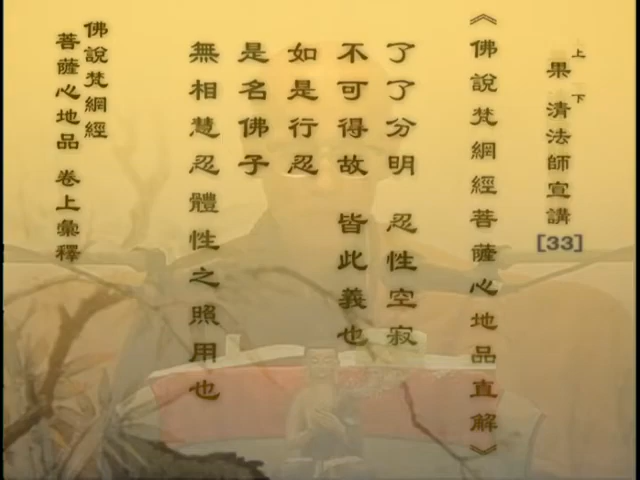 上果下清法師宣講
[33]
《佛說梵網經菩薩心地品直解》
了了分明　忍性空寂
不可得故　皆此義也
如是行忍
是名佛子
無相慧忍體性之照用也
佛說梵網經
菩薩心地品　卷上彙釋